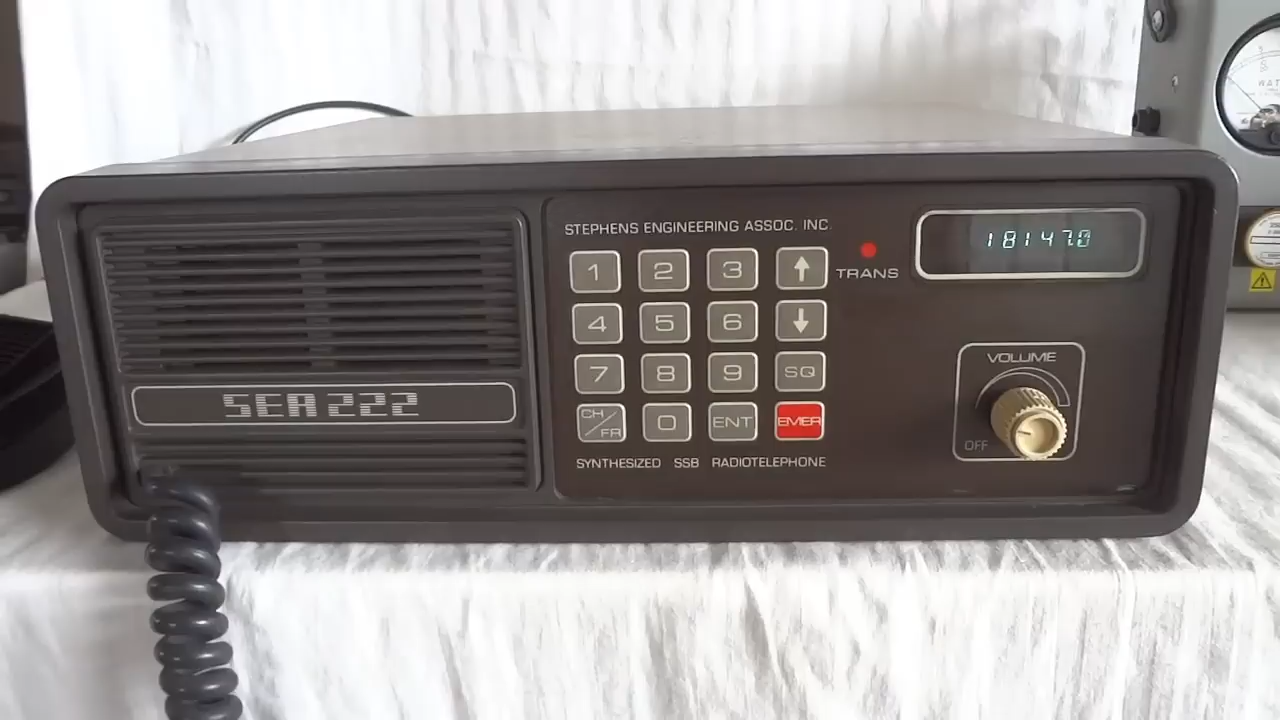 STEPHENS ENGINEERING ASSOC. INC.
1 2 3
4 5 6
7 8 9 SQ
CH/FR 0 ENT EMER
SYNTHESIZED SSB RADIOTELEPHONE
TRANS
18147.0
VOLUME
OFF
SEA 222
WAT